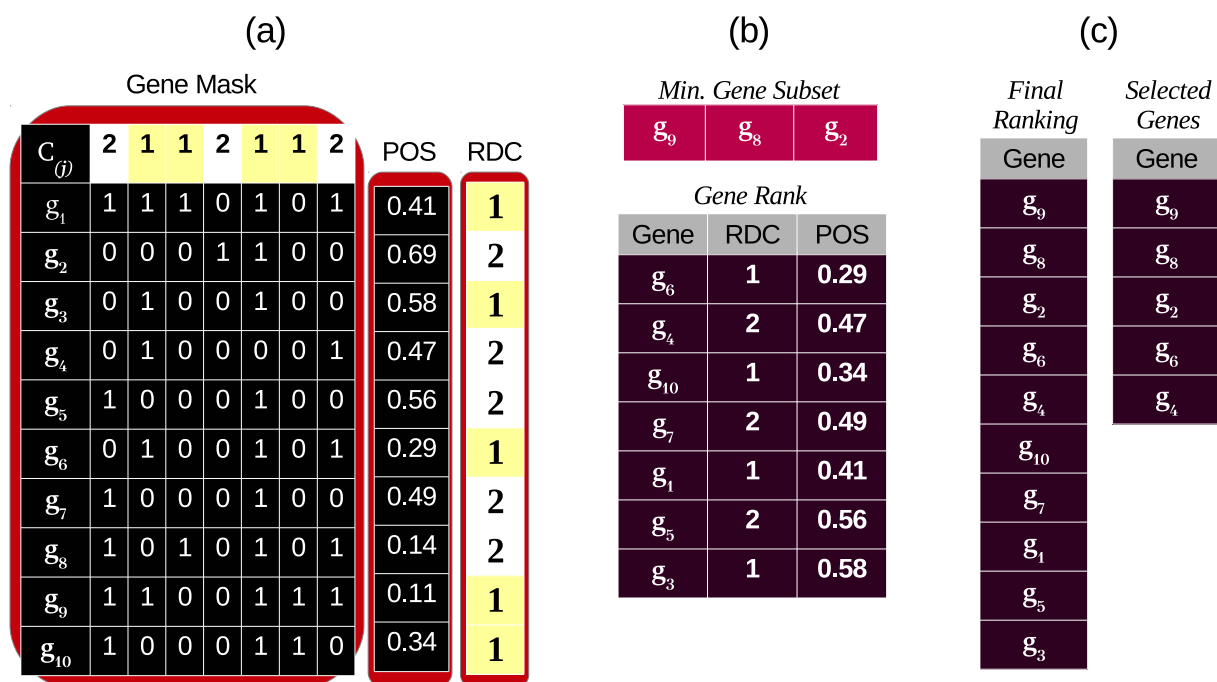 (a)
Gene Mask
C(j) 2 1 1 2 1 1 2 POS RDC
g1 1 1 1 0 1 0 1 0.41 1
g2 0 0 0 1 1 0 0 0.69 2
g3 0 1 0 0 1 0 0 0.58 1
g4 0 1 0 0 0 0 1 0.47 2
g5 1 0 0 0 1 0 0 0.56 2
g6 0 1 0 0 1 0 1 0.29 1
g7 1 0 0 0 1 0 0 0.49 2
g8 1 0 1 0 1 0 1 0.14 2
g9 1 1 0 0 1 1 1 0.11 1
g10 1 0 0 0 1 1 0 0.34 1
(b)
Min. Gene Subset
g9 g8 g2
Gene Rank
Gene RDC POS
g6 1 0.29
g4 2 0.47
g10 1 0.34
g7 2 0.49
g1 1 0.41
g5 2 0.56
g3 1 0.58
(c)
Final
Ranking
Gene
g9
g8
g2
g6
g4
g10
g7
g1
g5
g3
Selected
Genes
Gene
g9
g8
g2
g6
g4